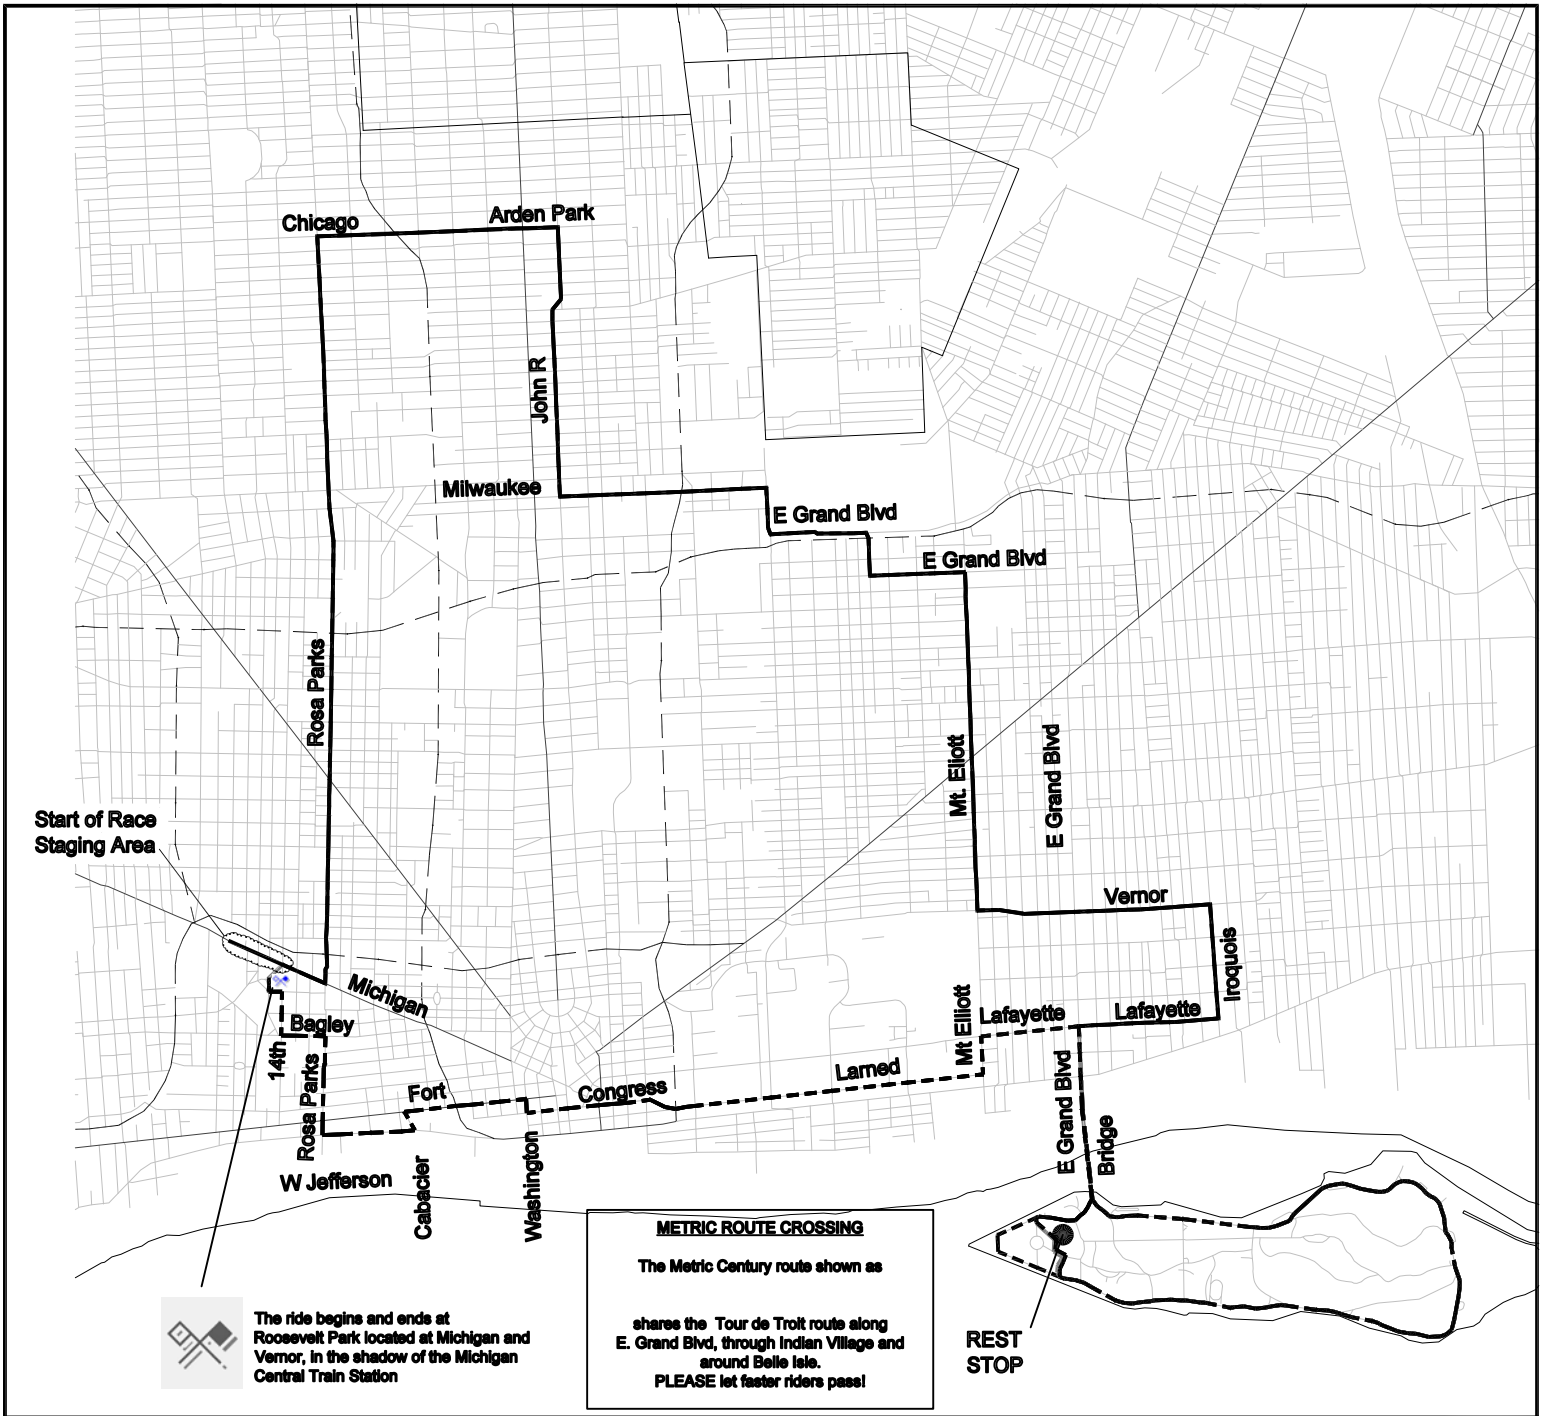 Chicago
Arden Park
John R
Milwaukee
E Grand Blvd
E Grand Blvd
Rosa Parks
Mt. Eliott
E Grand Blvd
Start of Race
Staging Area
Vernor
Iroquois
Michigan
Mt Elliott
Lafayette
Lafayette
Bagley
14th
Rosa Parks
Fort
Congress
Larned
E Grand Blvd
Bridge
W Jefferson
Cabacier
Washington
METRIC ROUTE CROSSING
The Metric Century route shown as
shares the Tour de Troit route along
E. Grand Blvd, through Indian Village and
around Belle Isle.
PLEASE let faster riders pass!
The ride begins and ends at
Roosevelt Park located at Michigan and
Vernor, in the shadow of the Michigan
Central Train Station
REST
STOP